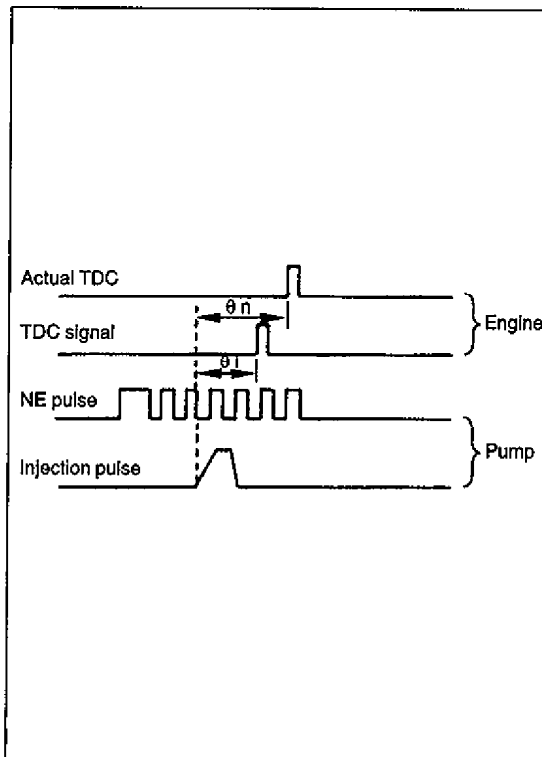 Actual TDC
θ n
TDC signal
Engine
θ i
NE pulse
Injection pulse
Pump